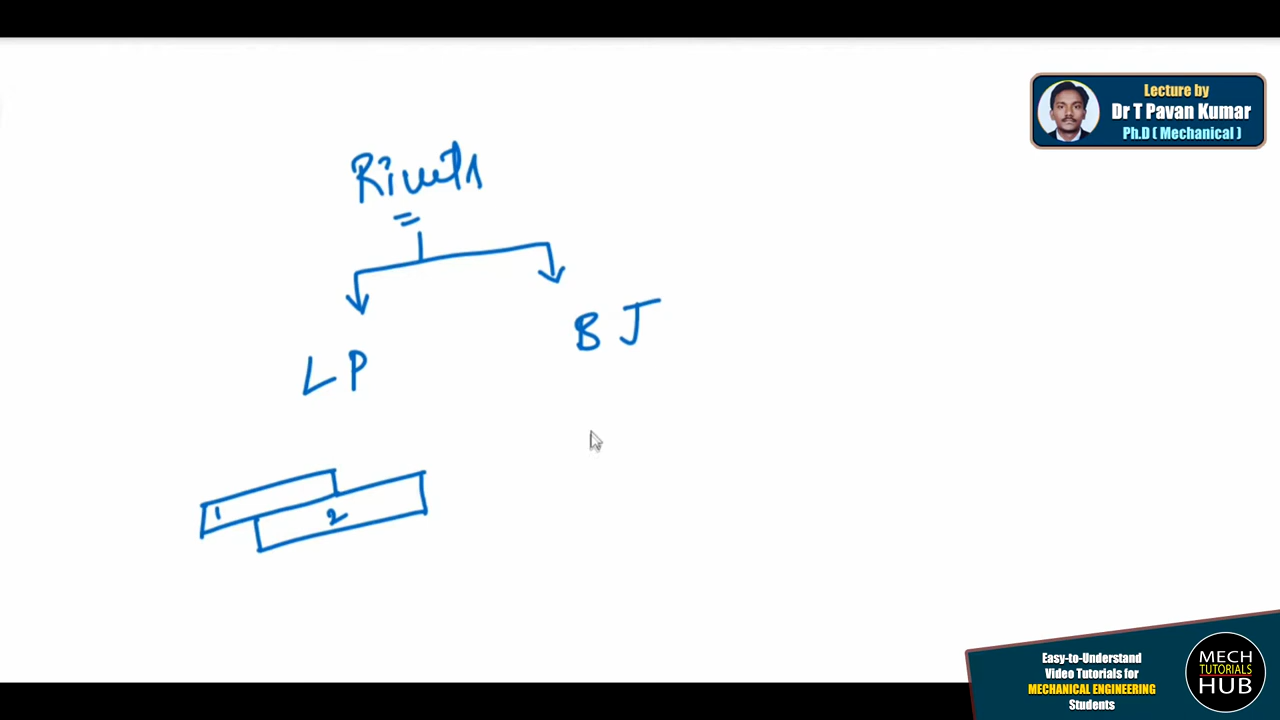 Lecture by
Dr T Pavan Kumar
Ph.D ( Mechanical )
Rivets
LP
BJ
1
2
Easy-to-Understand
Video Tutorials for
MECHANICAL ENGINEERING
Students
MECH
TUTORIALS
HUB